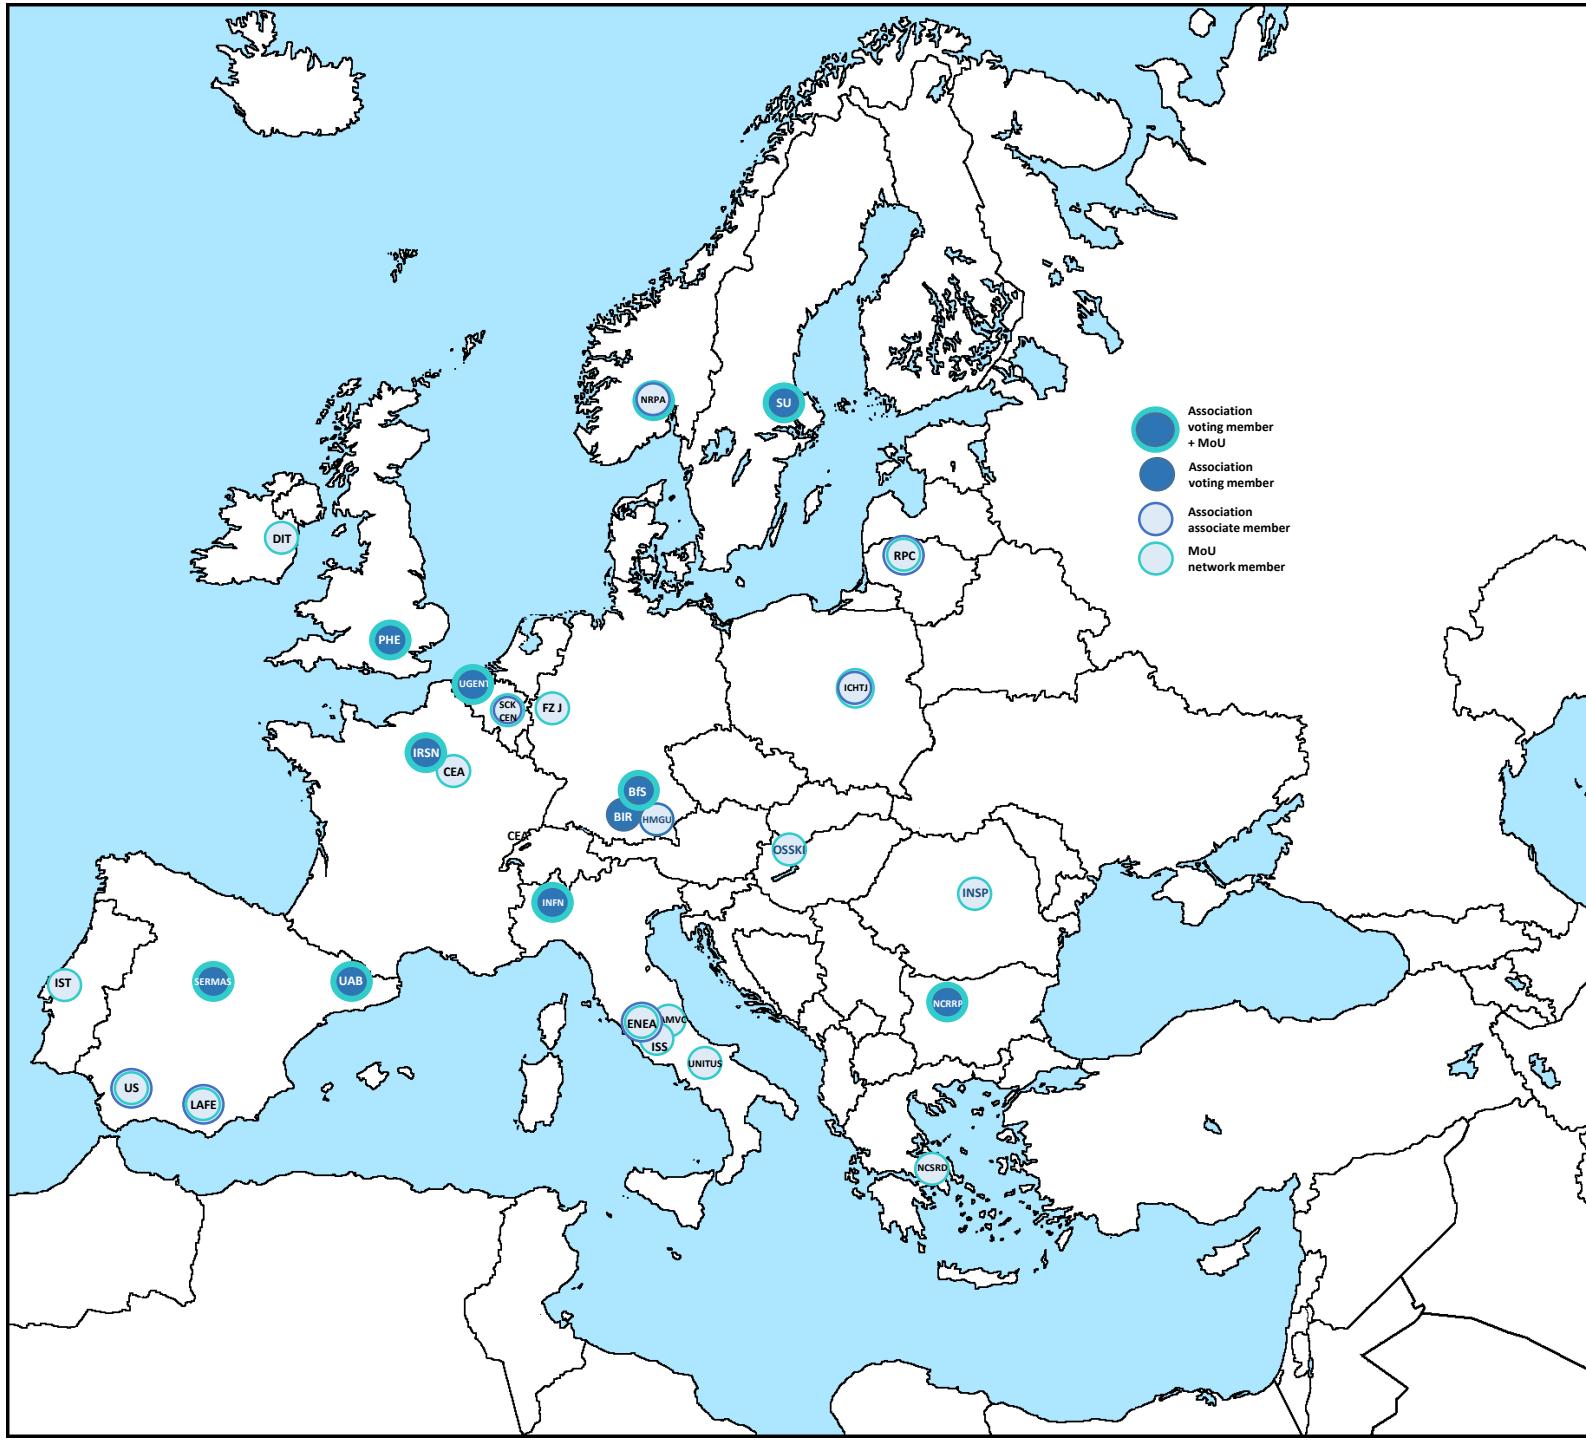 NRPA
SU
Association
voting member
+ MoU
Association
voting member
Association
associate member
MoU
network member
DIT
RPC
PHE
UGENT
SCK
CEN
FZ J
ICHTJ
IRSN
CEA
BfS
BIR
HMGU
CEA
OSSKI
INSP
INFN
IST
SERMAS
UAB
NCRRP
ENEA
AMVC
ISS
UNITUS
US
LAFE
NCSRD